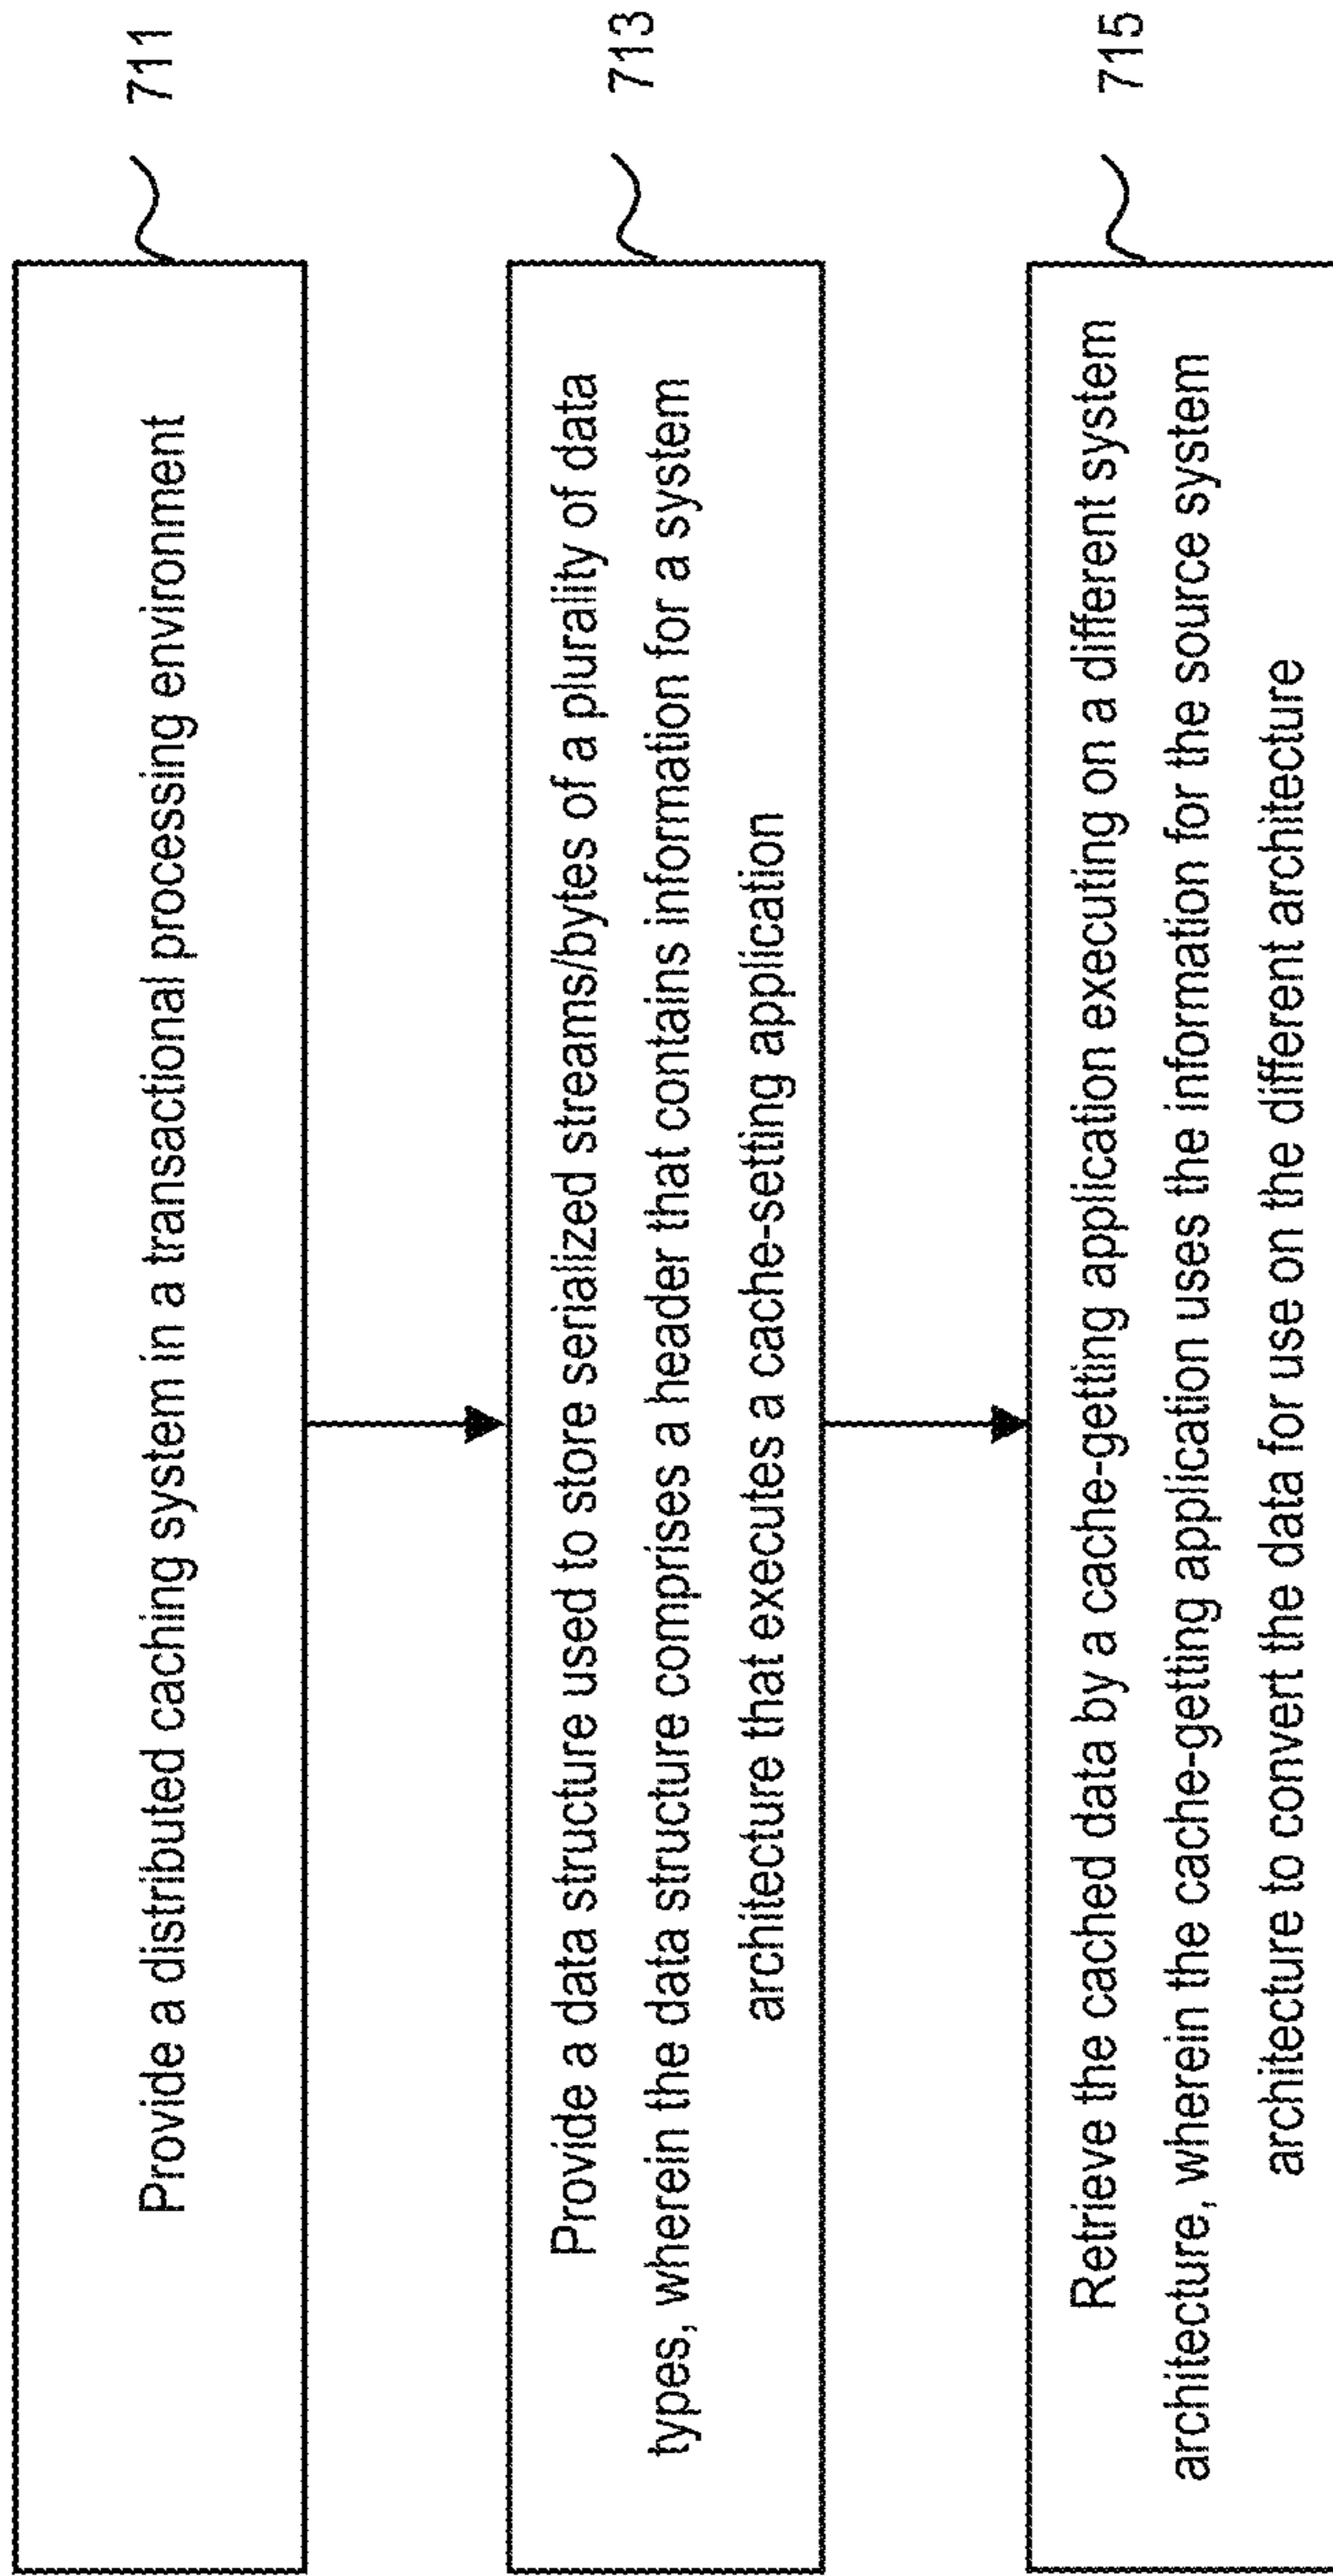 Provide a distributed caching system in a transactional processing environment
711
Provide a data structure used to store serialized streams/bytes of a plurality of data
types, wherein the data structure comprises a header that contains information for a system
architecture that executes a cache-setting application
713
Retrieve the cached data by a cache-getting application executing on a different system
architecture, wherein the cache-getting application uses the information for the source system
architecture to convert the data for use on the different architecture
715